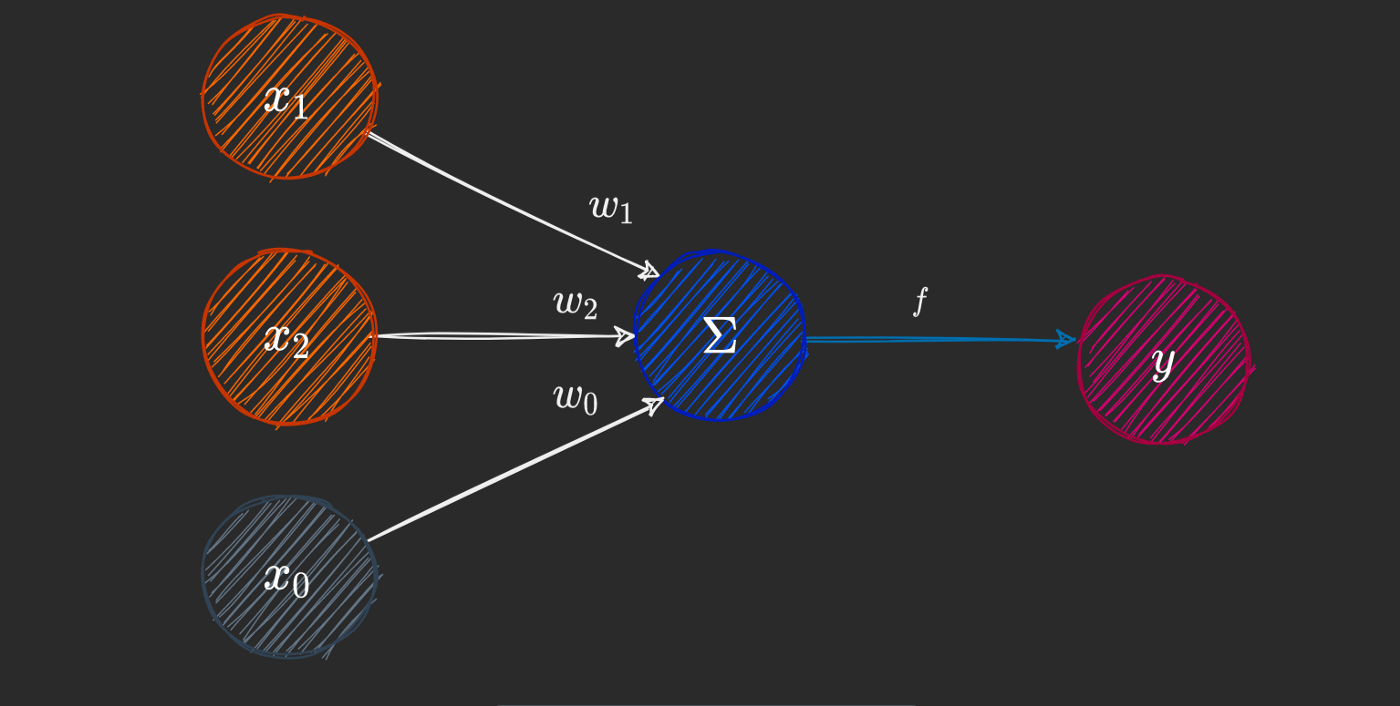 x₁
w₁
x₂
w₂
Σ
f
y
w₀
x₀